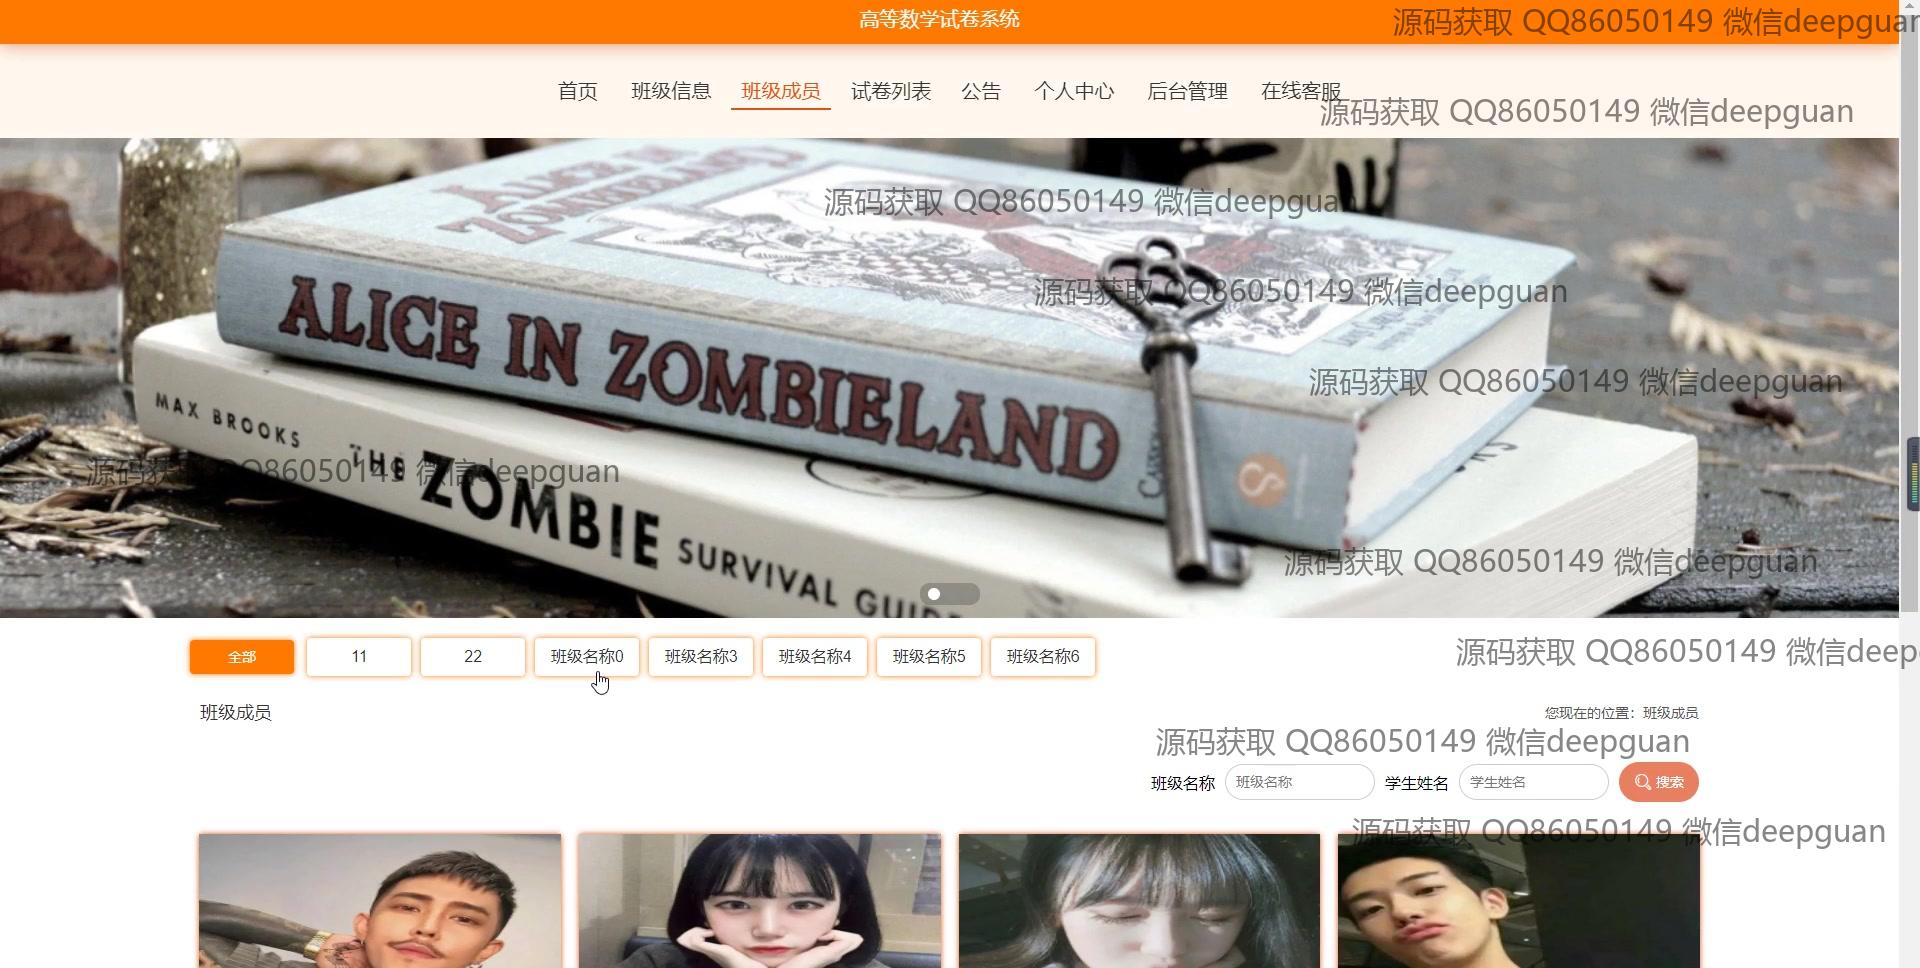 高等数学试卷系统
源码获取 QQ86050149 微信deepguan
首页 班级信息 班级成员 试卷列表 公告 个人中心 后台管理 在线客服
源码获取 QQ86050149 微信deepguan
源码获取 QQ86050149 微信deepguan
ALICE IN ZOMBIELAND
源码获取 QQ86050149 微信deepguan
ALICE IN ZOMBIELAND
源码获取 QQ86050149 微信deepguan
MAX BROOKS THE ZOMBIE SURVIVAL GUIDE
源码获取 QQ86050149 微信deepguan
源码获取 QQ86050149 微信deepguan
全部 11 22 班级名称0 班级名称3 班级名称4 班级名称5 班级名称6
源码获取 QQ86050149 微信deep
班级成员
您现在的位置：班级成员
源码获取 QQ86050149 微信deepguan
班级名称 班级名称 学生姓名 学生姓名 搜索
源码获取 QQ86050149 微信deepguan